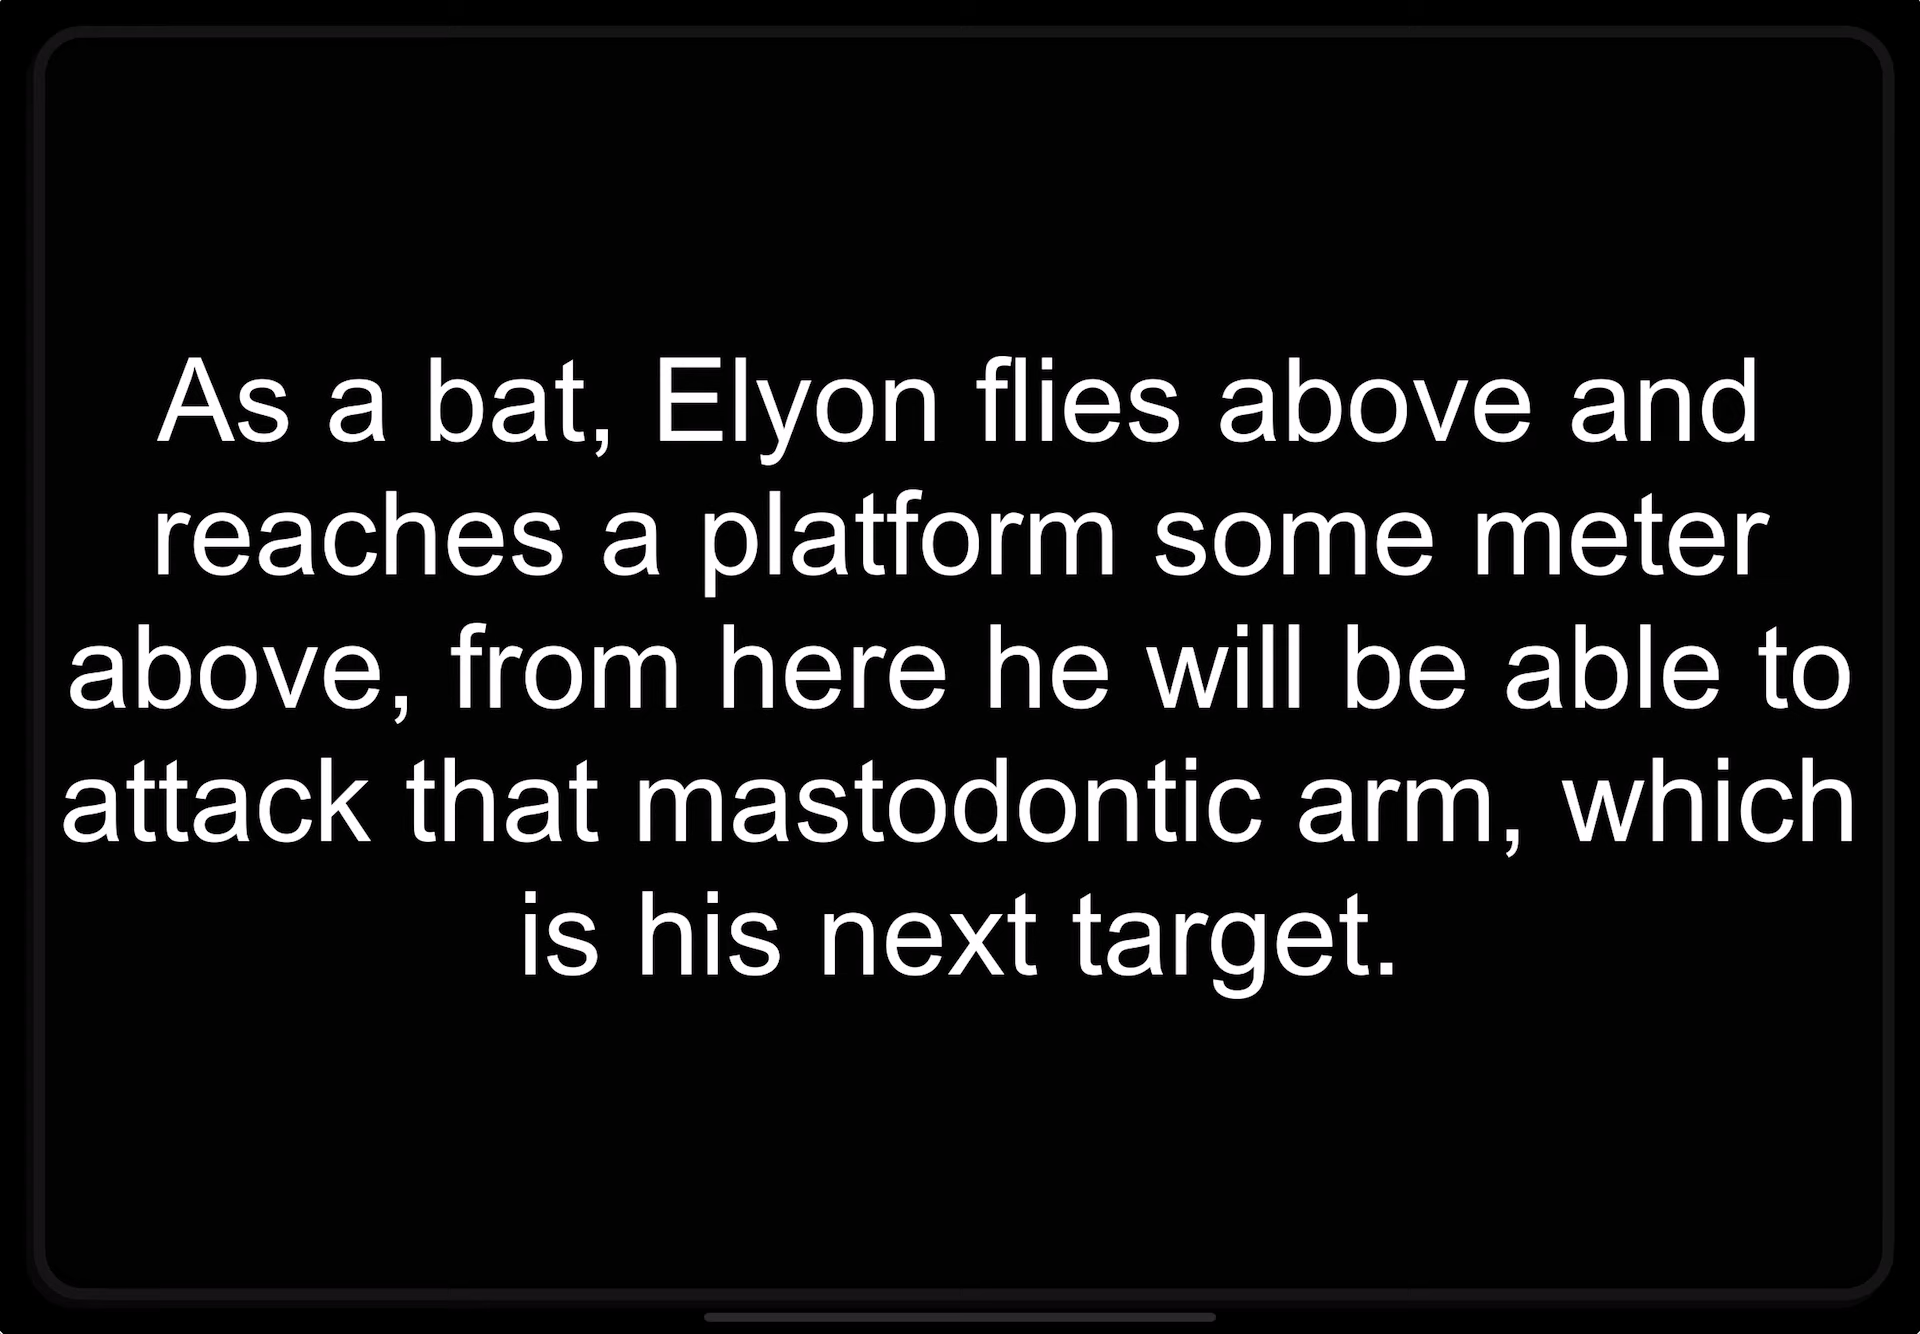 As a bat, Elyon flies above and
reaches a platform some meter
above, from here he will be able to
attack that mastodontic arm, which
is his next target.